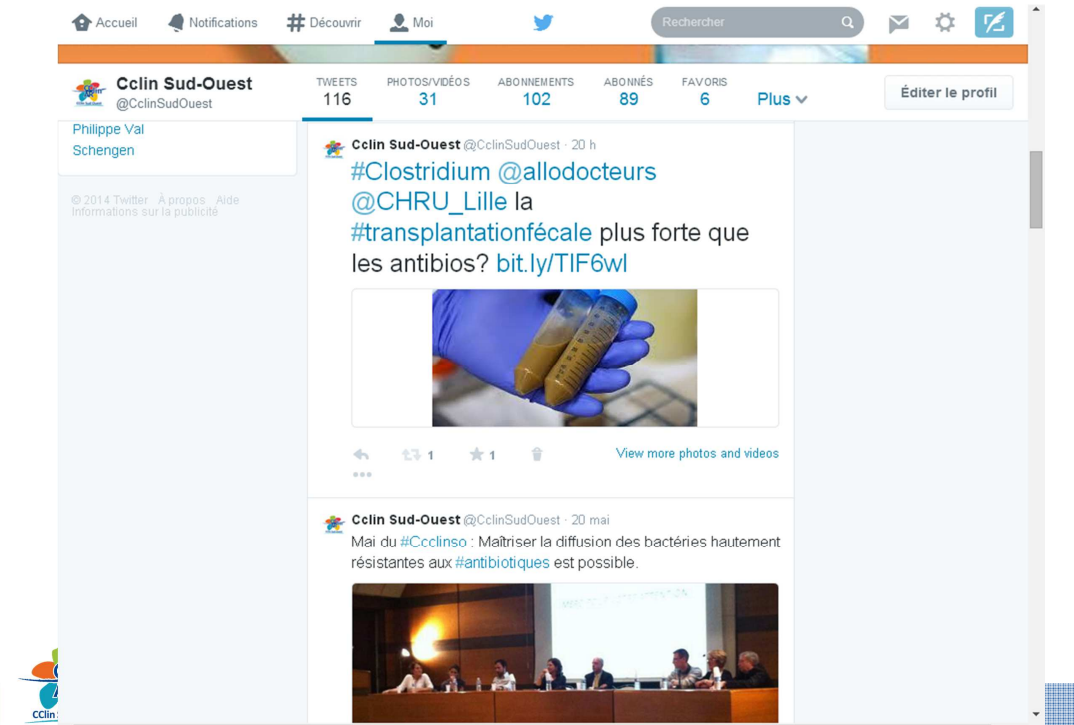 Accueil Notifications Découvrir Moi Rechercher
Cclin Sud-Ouest
@CclinSudOuest
TWEETS PHOTOS/VIDÉOS ABONNEMENTS ABONNÉS FAVORIS
116 31 102 89 6 Plus
Éditer le profil
Philippe Val
Schengen
© 2014 Twitter À propos Aide
Informations sur la publicité
Cclin Sud-Ouest @CclinSudOuest · 20 h
#Clostridium @allodocteurs
@CHRU_Lille la
#transplantationfécale plus forte que
les antibios? bit.ly/TIF6wI
1 1 View more photos and videos
Cclin Sud-Ouest @CclinSudOuest · 20 mai
Mai du #Ccclinso : Maîtriser la diffusion des bactéries hautement
résistantes aux #antibiotiques est possible.
CClin